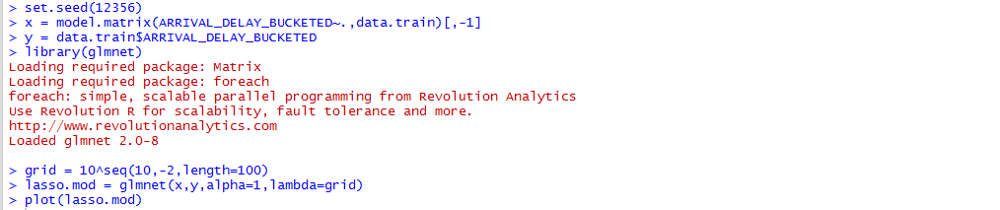 > set.seed(12356)
> x = model.matrix(ARRIVAL_DELAY_BUCKETED~.,data.train)[,-1]
> y = data.train$ARRIVAL_DELAY_BUCKETED
> library(glmnet)
Loading required package: Matrix
Loading required package: foreach
foreach: simple, scalable parallel programming from Revolution Analytics
Use Revolution R for scalability, fault tolerance and more.
http://www.revolutionanalytics.com
Loaded glmnet 2.0-8
> grid = 10^seq(10,-2,length=100)
> lasso.mod = glmnet(x,y,alpha=1,lambda=grid)
> plot(lasso.mod)